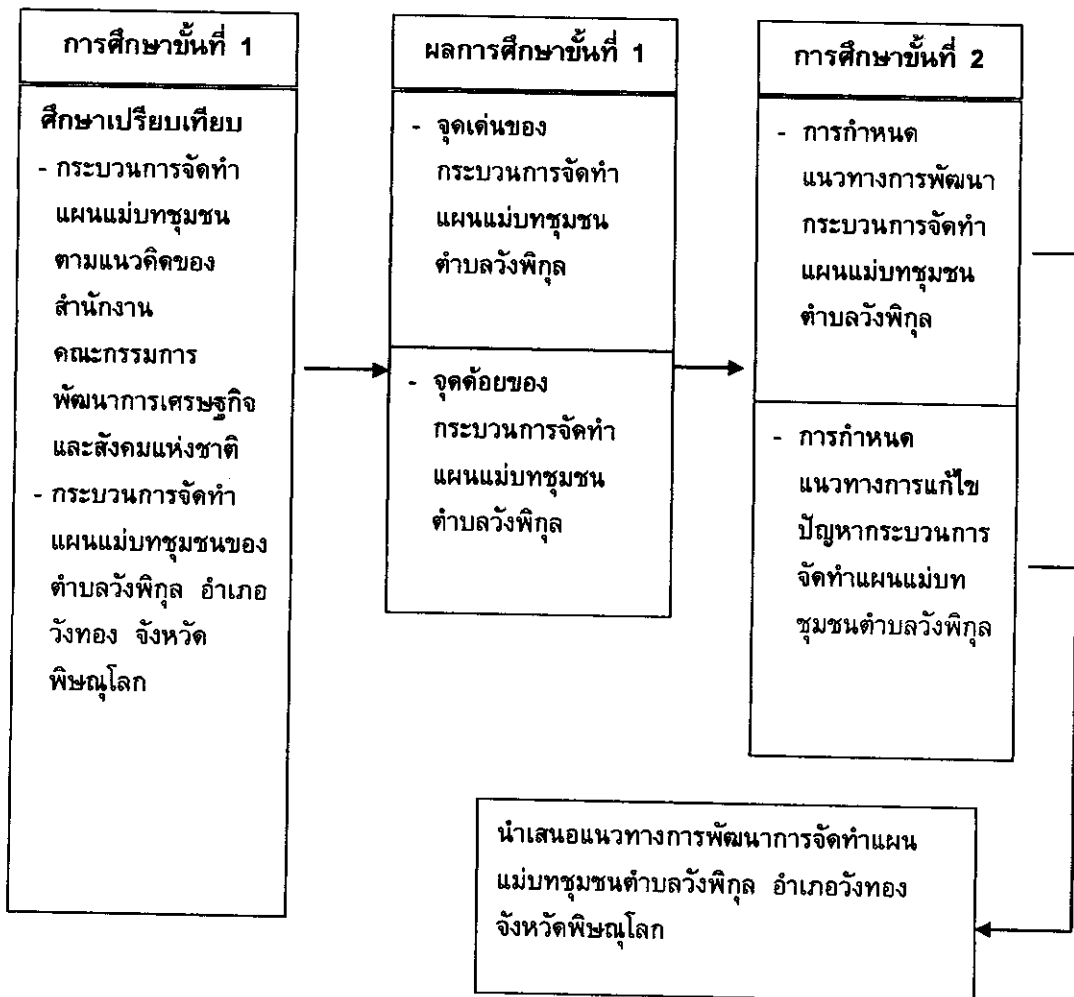 การศึกษาขั้นที่ 1
ศึกษาเปรียบเทียบ
- กระบวนการจัดทำ
แผนแม่บทชุมชน
ตามแนวคิดของ
สำนักงาน
คณะกรรมการ
พัฒนาการเศรษฐกิจ
และสังคมแห่งชาติ
- กระบวนการจัดทำ
แผนแม่บทชุมชนของ
ตำบลวังพิกุล อำเภอ
วังทอง จังหวัด
พิษณุโลก
ผลการศึกษาขั้นที่ 1
- จุดเด่นของ
กระบวนการจัดทำ
แผนแม่บทชุมชน
ตำบลวังพิกุล
- จุดด้อยของ
กระบวนการจัดทำ
แผนแม่บทชุมชน
ตำบลวังพิกุล
การศึกษาขั้นที่ 2
- การกำหนด
แนวทางการพัฒนา
กระบวนการจัดทำ
แผนแม่บทชุมชน
ตำบลวังพิกุล
- การกำหนด
แนวทางการแก้ไข
ปัญหากระบวนการ
จัดทำแผนแม่บท
ชุมชนตำบลวังพิกุล
นำเสนอแนวทางการพัฒนาการจัดทำแผน
แม่บทชุมชนตำบลวังพิกุล อำเภอวังทอง
จังหวัดพิษณุโลก